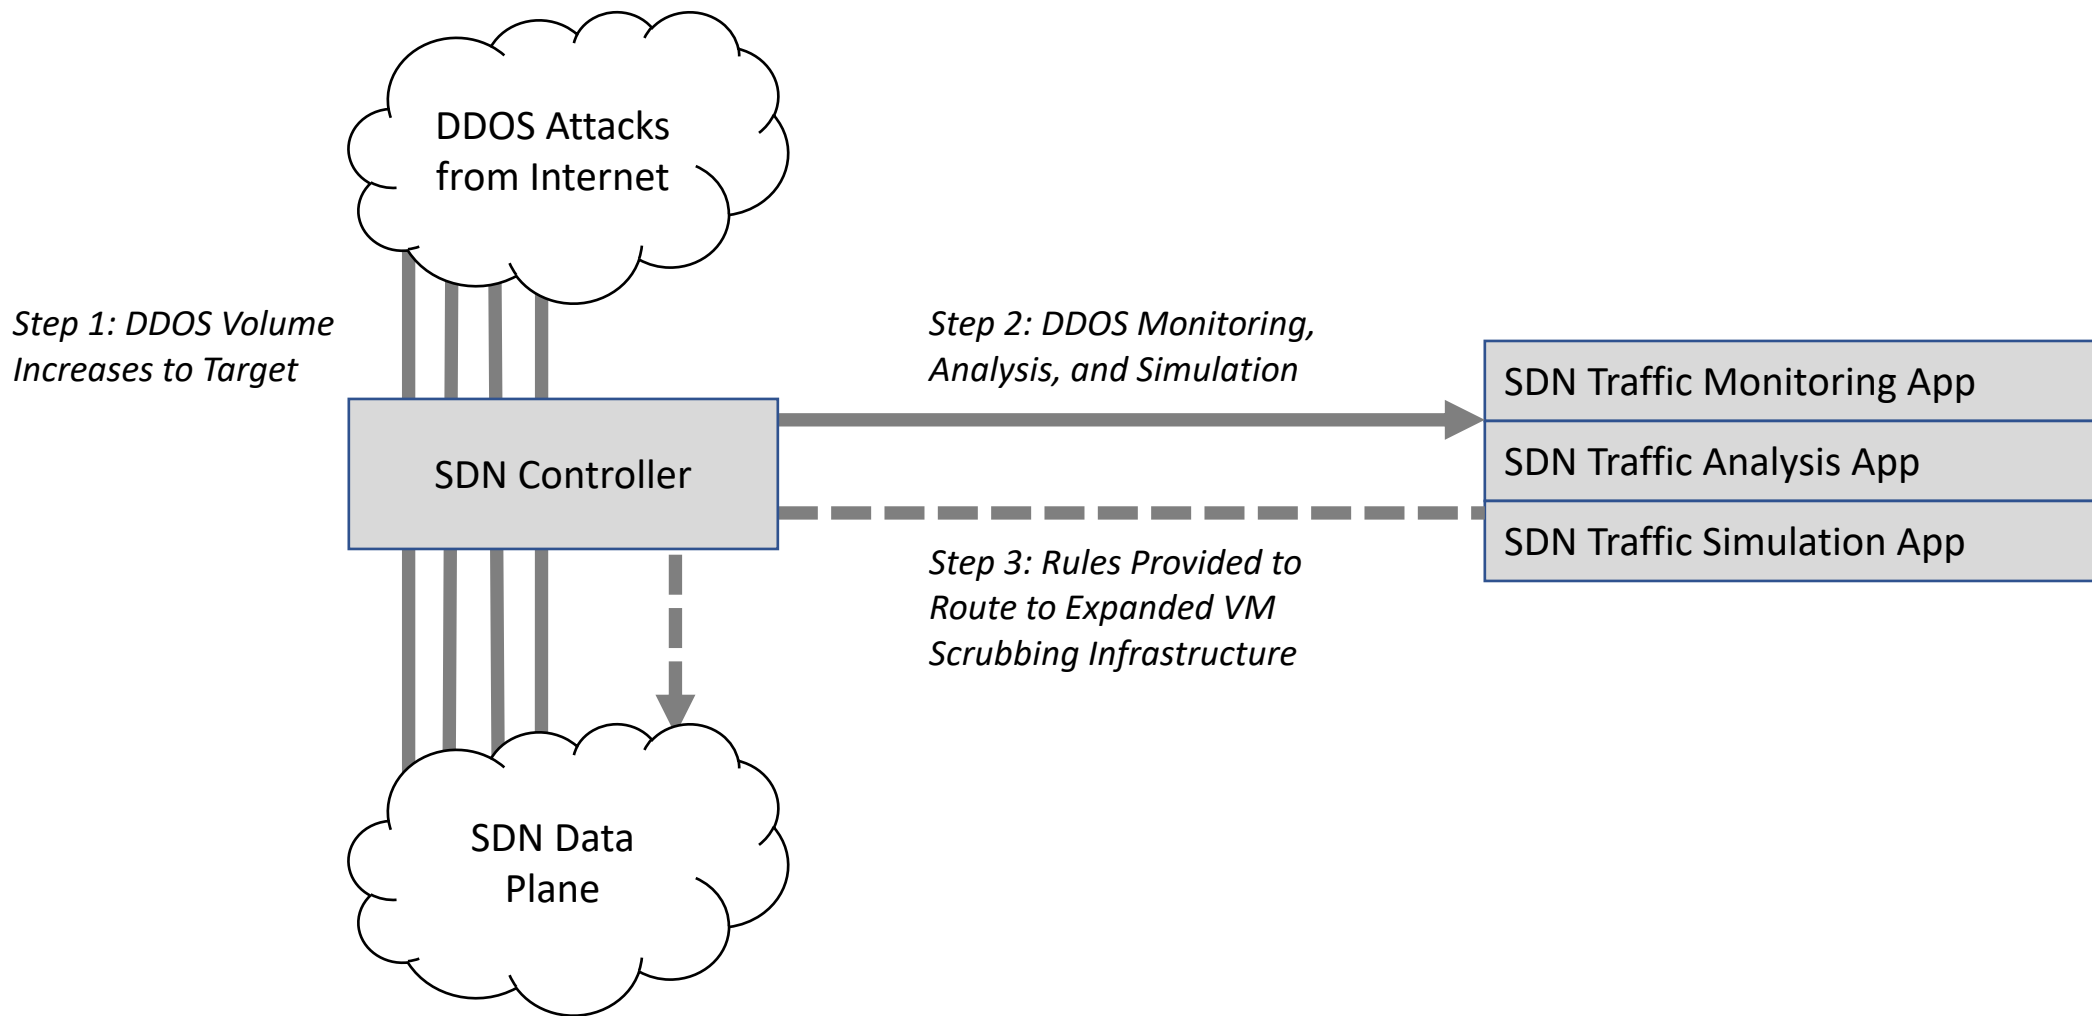 DDOS Attacks
from Internet
Step 1: DDOS Volume
Increases to Target
Step 2: DDOS Monitoring,
Analysis, and Simulation
SDN Traffic Monitoring App
SDN Traffic Analysis App
SDN Traffic Simulation App
SDN Controller
Step 3: Rules Provided to
Route to Expanded VM
Scrubbing Infrastructure
SDN Data
Plane